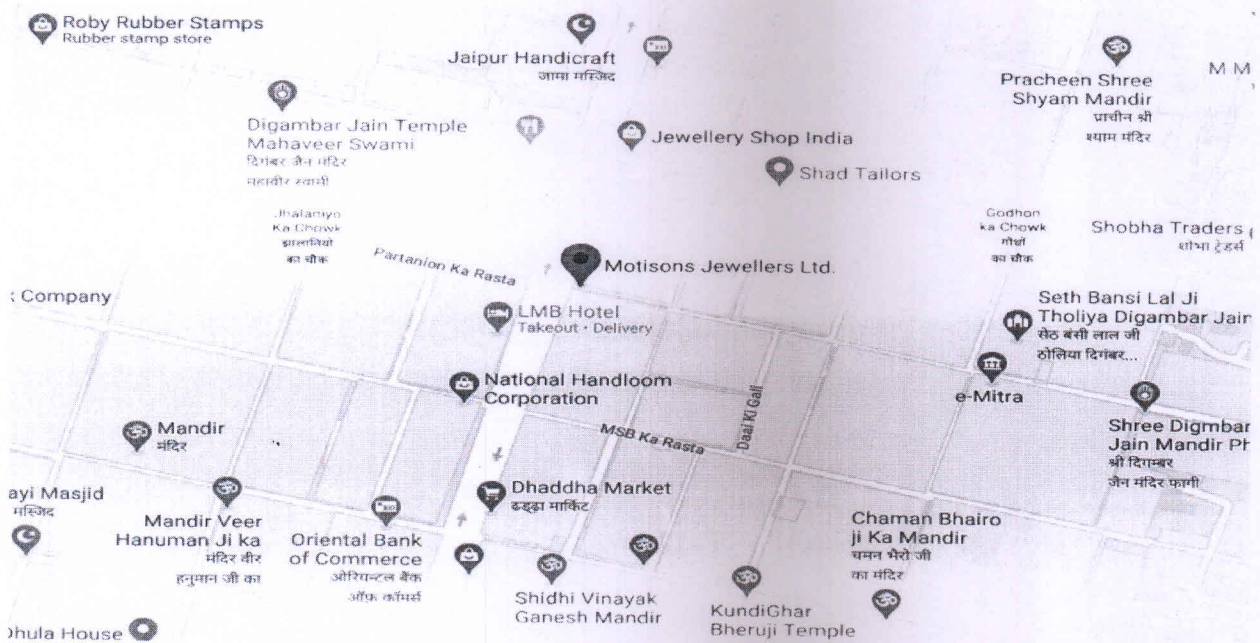 Roby Rubber Stamps
Rubber stamp store
Jaipur Handicraft
जामा मस्जिद
Pracheen Shree
Shyam Mandir
प्राचीन श्री
श्याम मंदिर
M M
Digambar Jain Temple
Mahaveer Swami
दिगंबर जैन मंदिर
महावीर स्वामी
Jewellery Shop India
Shad Tailors
Jhalaniyo
Ka Chowk
झालानियो
का चौक
Godhon
ka Chowk
गोधों
का चौक
Shobha Traders
शोभा ट्रेडर्स
Partanion Ka Rasta
Motisons Jewellers Ltd.
Company
LMB Hotel
Takeout · Delivery
Seth Bansi Lal Ji
Tholiya Digambar Jain
सेठ बंसी लाल जी
ठोलिया दिगंबर...
National Handloom
Corporation
e-Mitra
Daai Ki Gali
MSB Ka Rasta
Mandir
मंदिर
Shree Digmbar
Jain Mandir Ph
श्री दिगम्बर
जैन मंदिर फागी
Dhaddha Market
ढड्ढा मार्किट
ayi Masjid
मस्जिद
Mandir Veer
Hanuman Ji ka
मंदिर वीर
हनुमान जी का
Oriental Bank
of Commerce
ओरियन्टल बैंक
ऑफ़ कॉमर्स
Chaman Bhairo
ji Ka Mandir
चमन भैरो जी
का मंदिर
Shidhi Vinayak
Ganesh Mandir
KundiGhar
Bheruji Temple
Dhula House